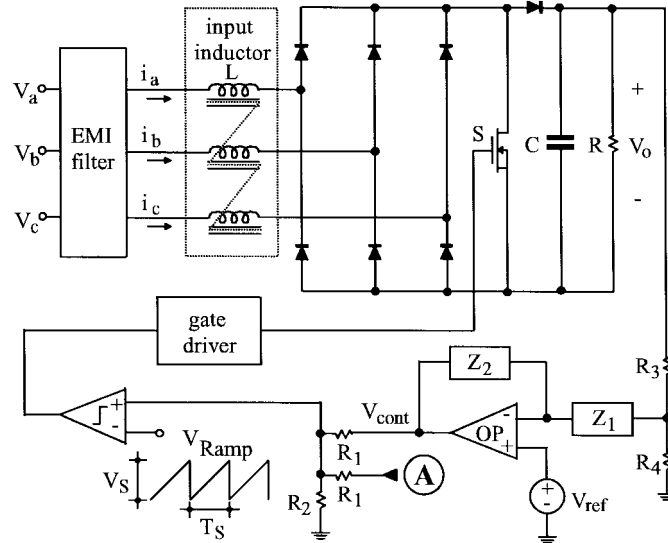 input
inductor
L
V_a
i_a
EMI
filter
V_b
i_b
V_c
i_c
S
C
R
+
V_o
-
gate
driver
Z_2
R_3
+
-
V_cont
-
OP
+
Z_1
V_Ramp
R_1
V_S
A
R_1
R_4
T_S
R_2
+
-
V_ref